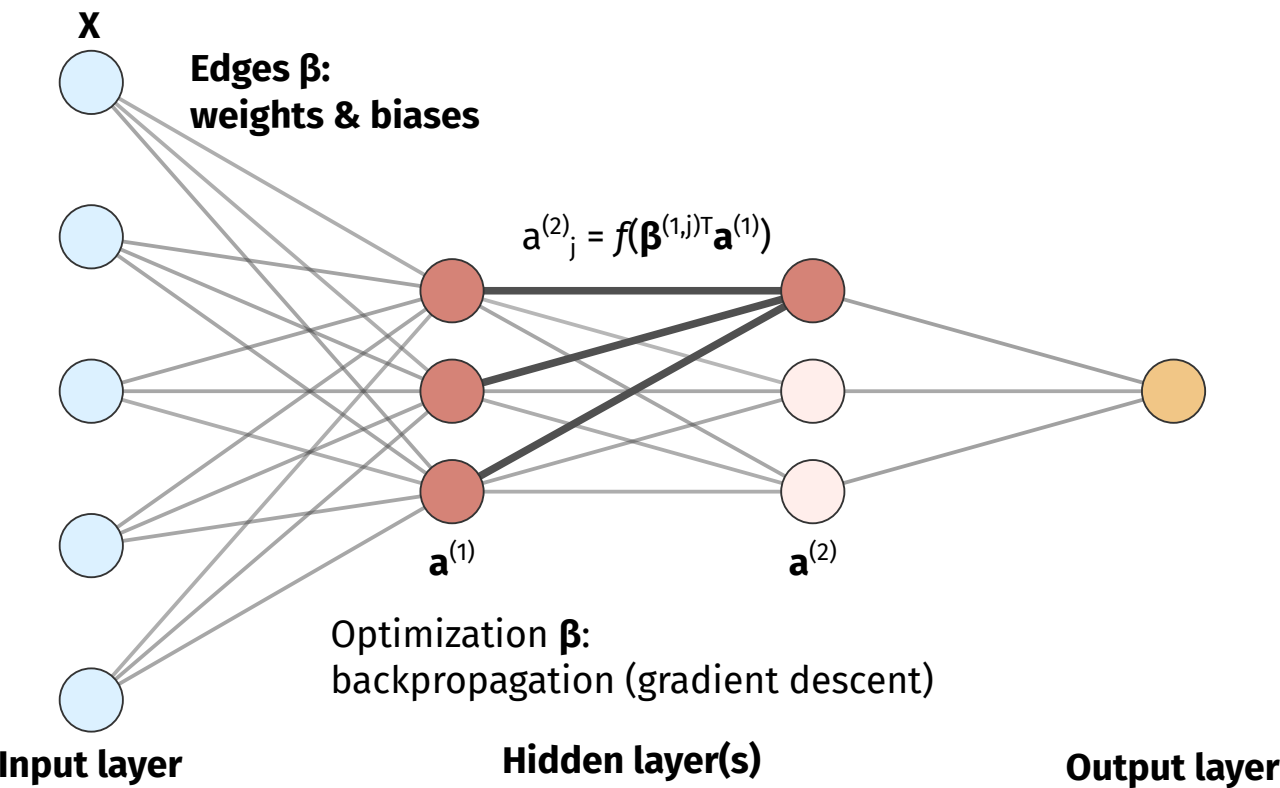 X
Edges β:
weights & biases
a⁽²⁾ⱼ = f(β⁽¹,ʲ⁾ᵀa⁽¹⁾)
a⁽¹⁾
a⁽²⁾
Optimization β:
backpropagation (gradient descent)
Input layer
Hidden layer(s)
Output layer